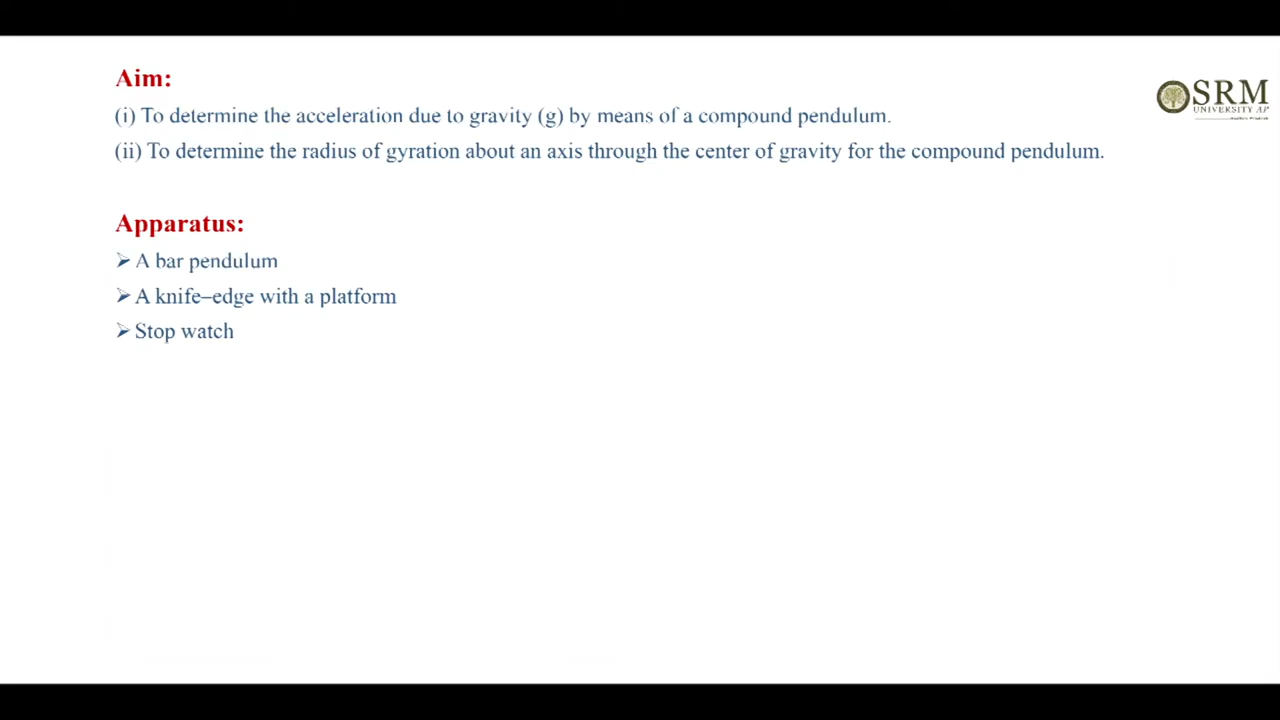 Aim:
(i) To determine the acceleration due to gravity (g) by means of a compound pendulum.
(ii) To determine the radius of gyration about an axis through the center of gravity for the compound pendulum.
Apparatus:
➢ A bar pendulum
➢ A knife–edge with a platform
➢ Stop watch
SRM
UNIVERSITY AP